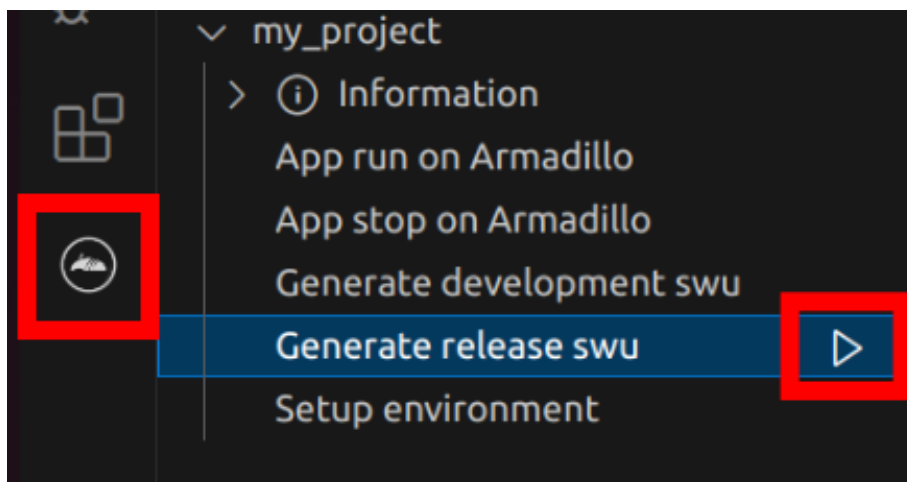 my_project
Information
App run on Armadillo
App stop on Armadillo
Generate development swu
Generate release swu
Setup environment